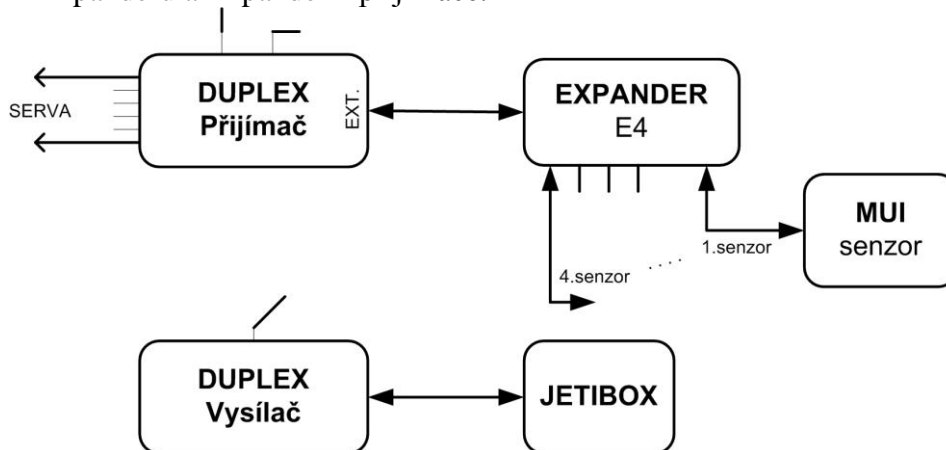 DUPLEX
Přijímač
EXT.
SERVA
EXPANDER
E4
MUI
senzor
1.senzor
4.senzor
DUPLEX
Vysílač
JETIBOX